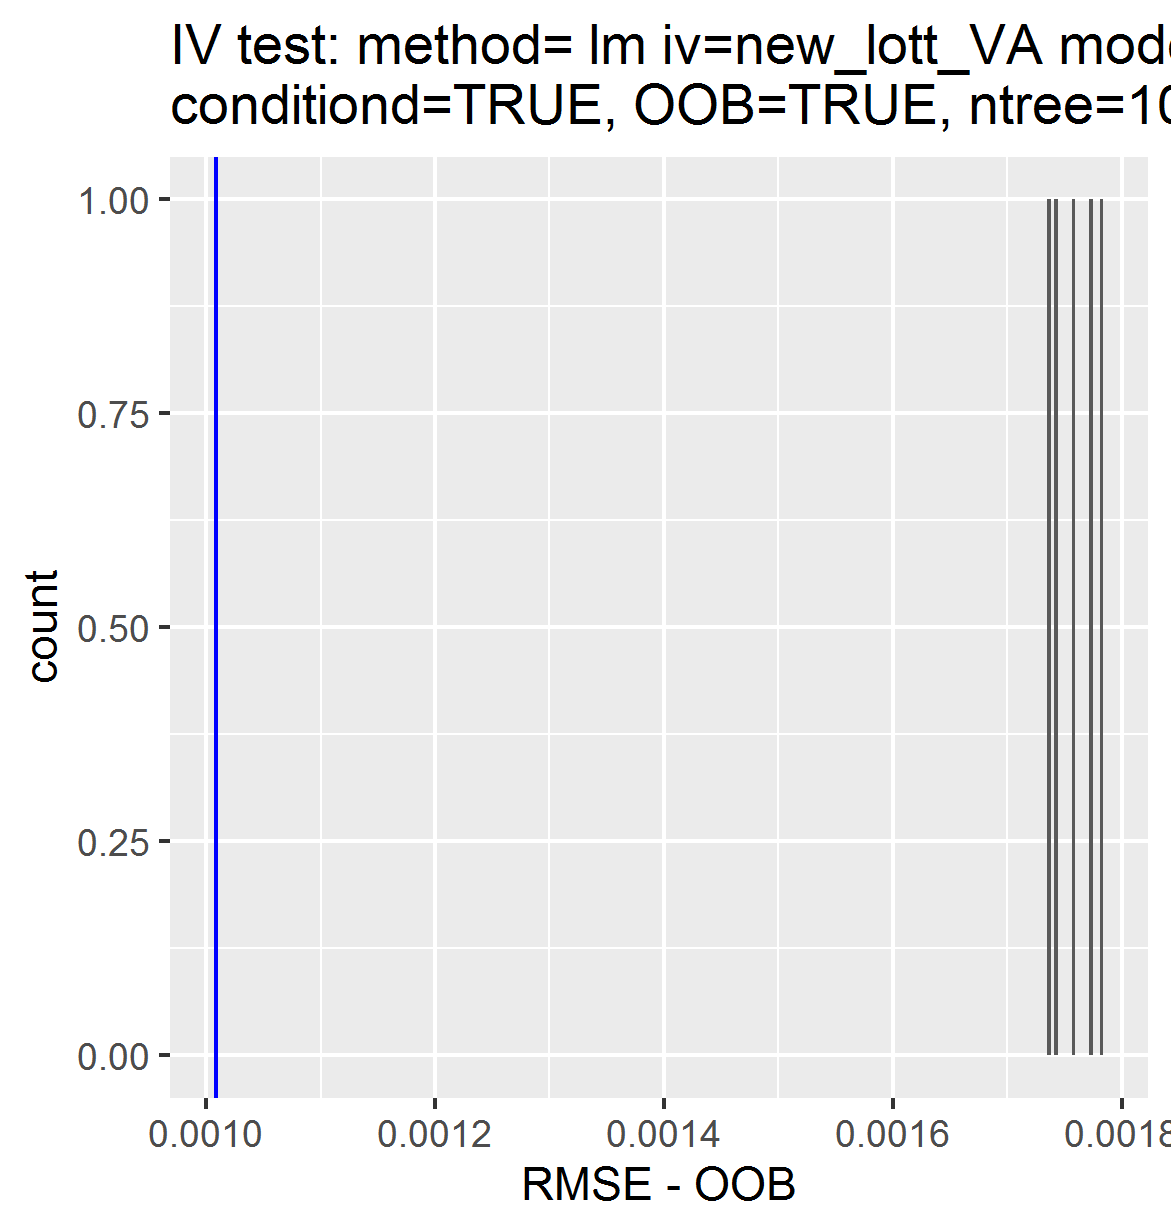 IV test: method= lm iv=new_lott_VA mode
conditiond=TRUE, OOB=TRUE, ntree=10
1.00
0.75
0.50
0.25
0.00
count
0.0010 0.0012 0.0014 0.0016 0.0018
RMSE - OOB